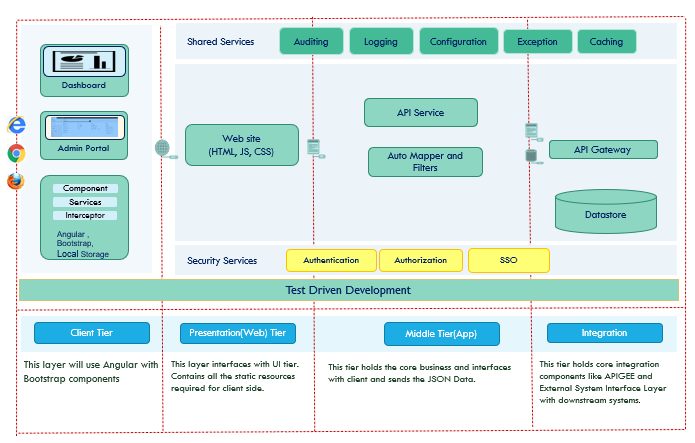 Shared Services
Auditing
Logging
Configuration
Exception
Caching
Dashboard
Admin Portal
Component
Services
Interceptor
Angular ,
Bootstrap,
Local Storage
Web site
(HTML, JS, CSS)
API Service
Auto Mapper and
Filters
API Gateway
Datastore
Security Services
Authentication
Authorization
SSO
Test Driven Development
Client Tier
Presentation(Web) Tier
Middle Tier(App)
Integration
This layer will use Angular with
Bootstrap components
This layer interfaces with UI tier.
Contains all the static resources
required for client side.
This tier holds the core business and interfaces
with client and sends the JSON Data.
This tier holds core integration
components like APIGEE and
External System Interface Layer
with downstream systems.